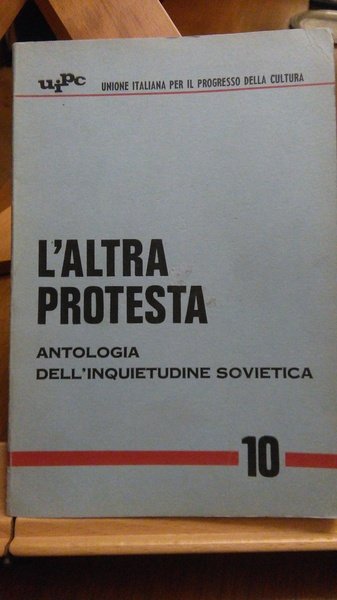 uipc UNIONE ITALIANA PER IL PROGRESSO DELLA CULTURA
L'ALTRA
PROTESTA
ANTOLOGIA
DELL'INQUIETUDINE SOVIETICA
10